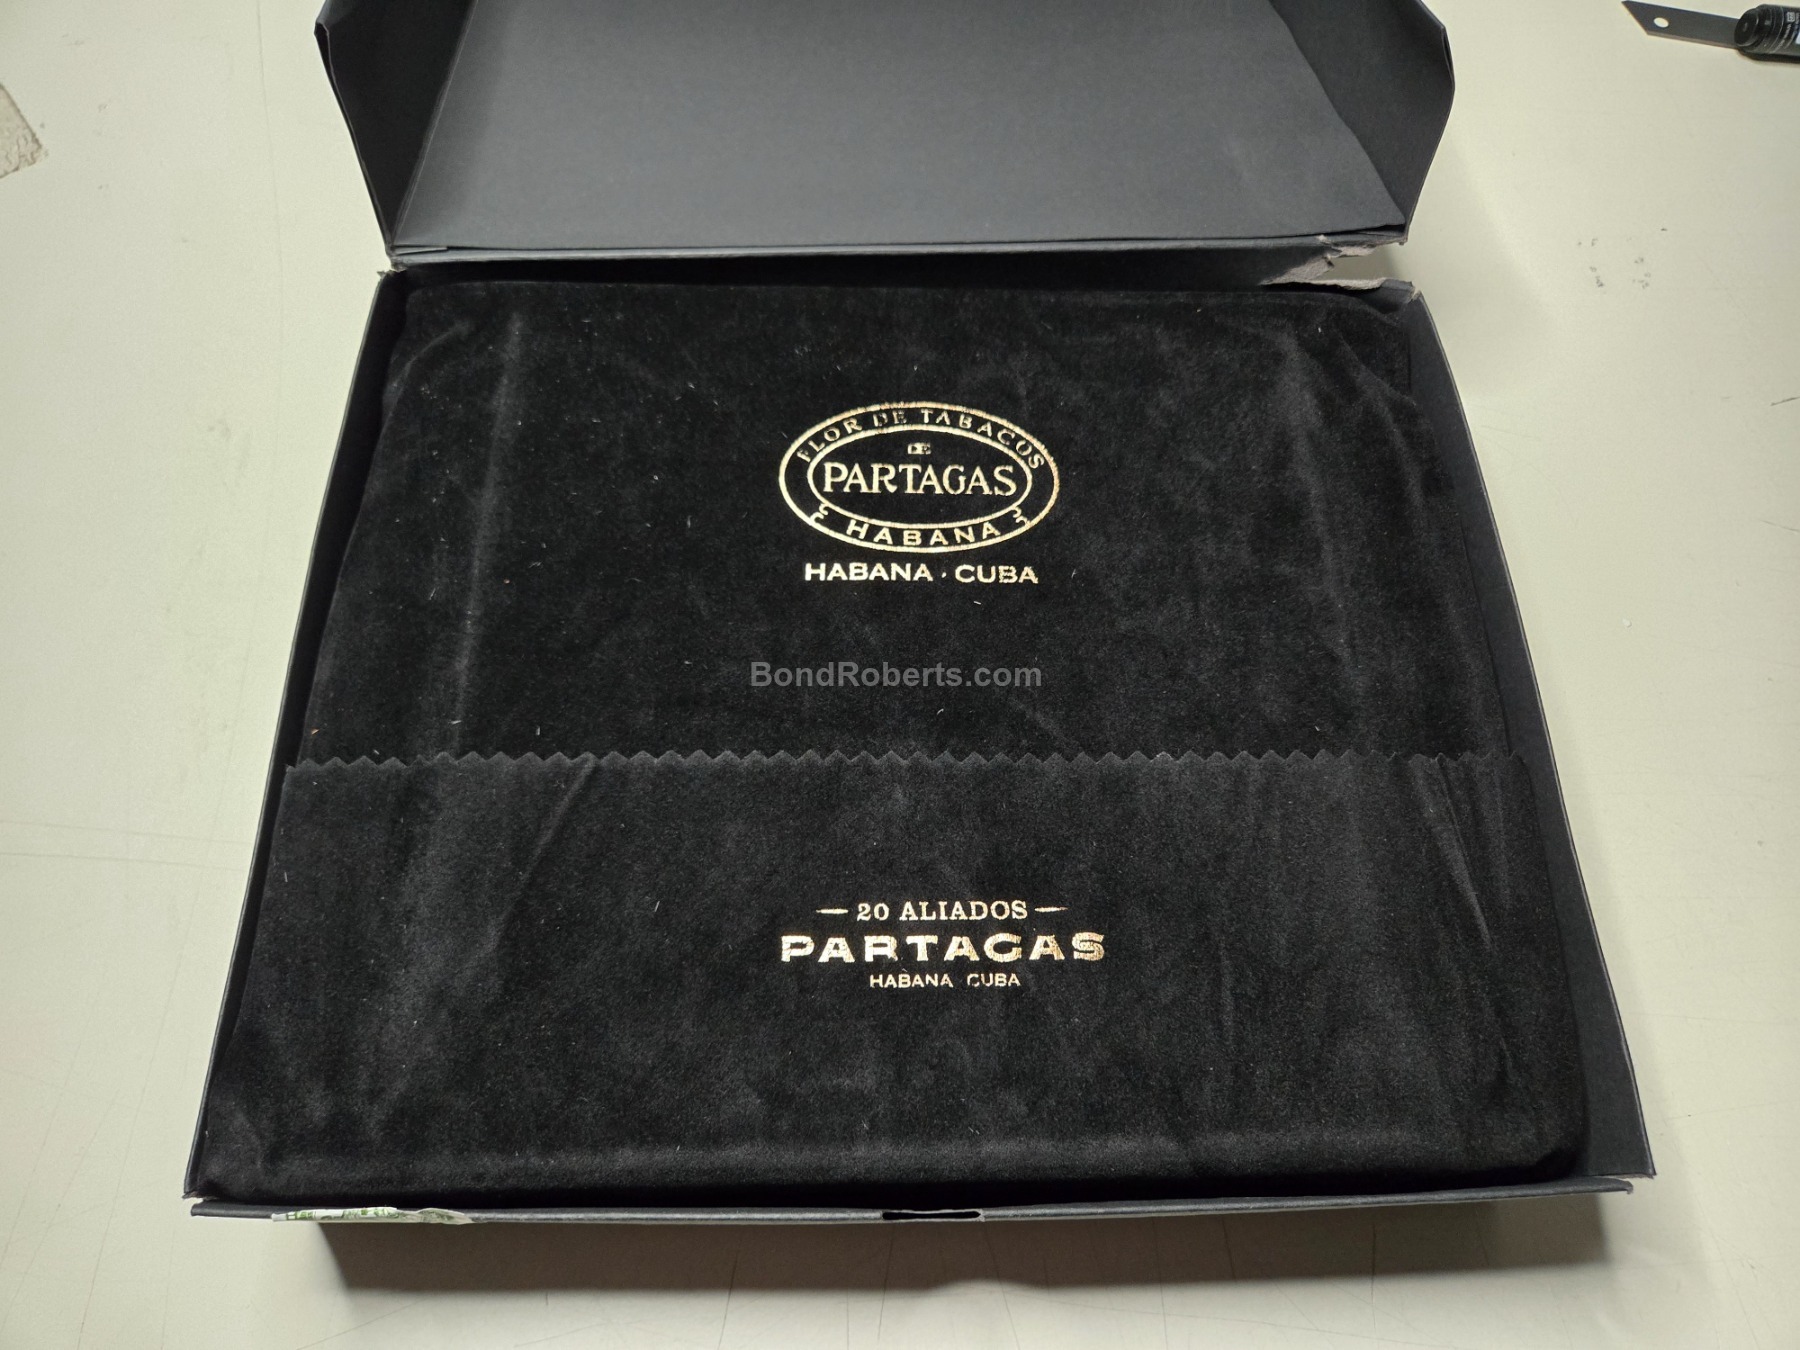 FLOR DE TABACOS
DE
PARTAGAS
HABANA
HABANA · CUBA
BondRoberts.com
20 ALIADOS
PARTAGAS
HABANA CUBA